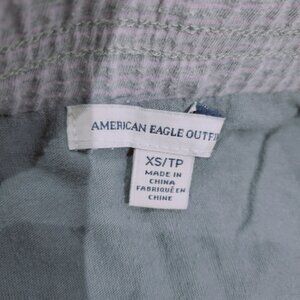 AMERICAN EAGLE OUTFI
XS/TP
MADE IN
CHINA
FABRIQUÉ EN
CHINE